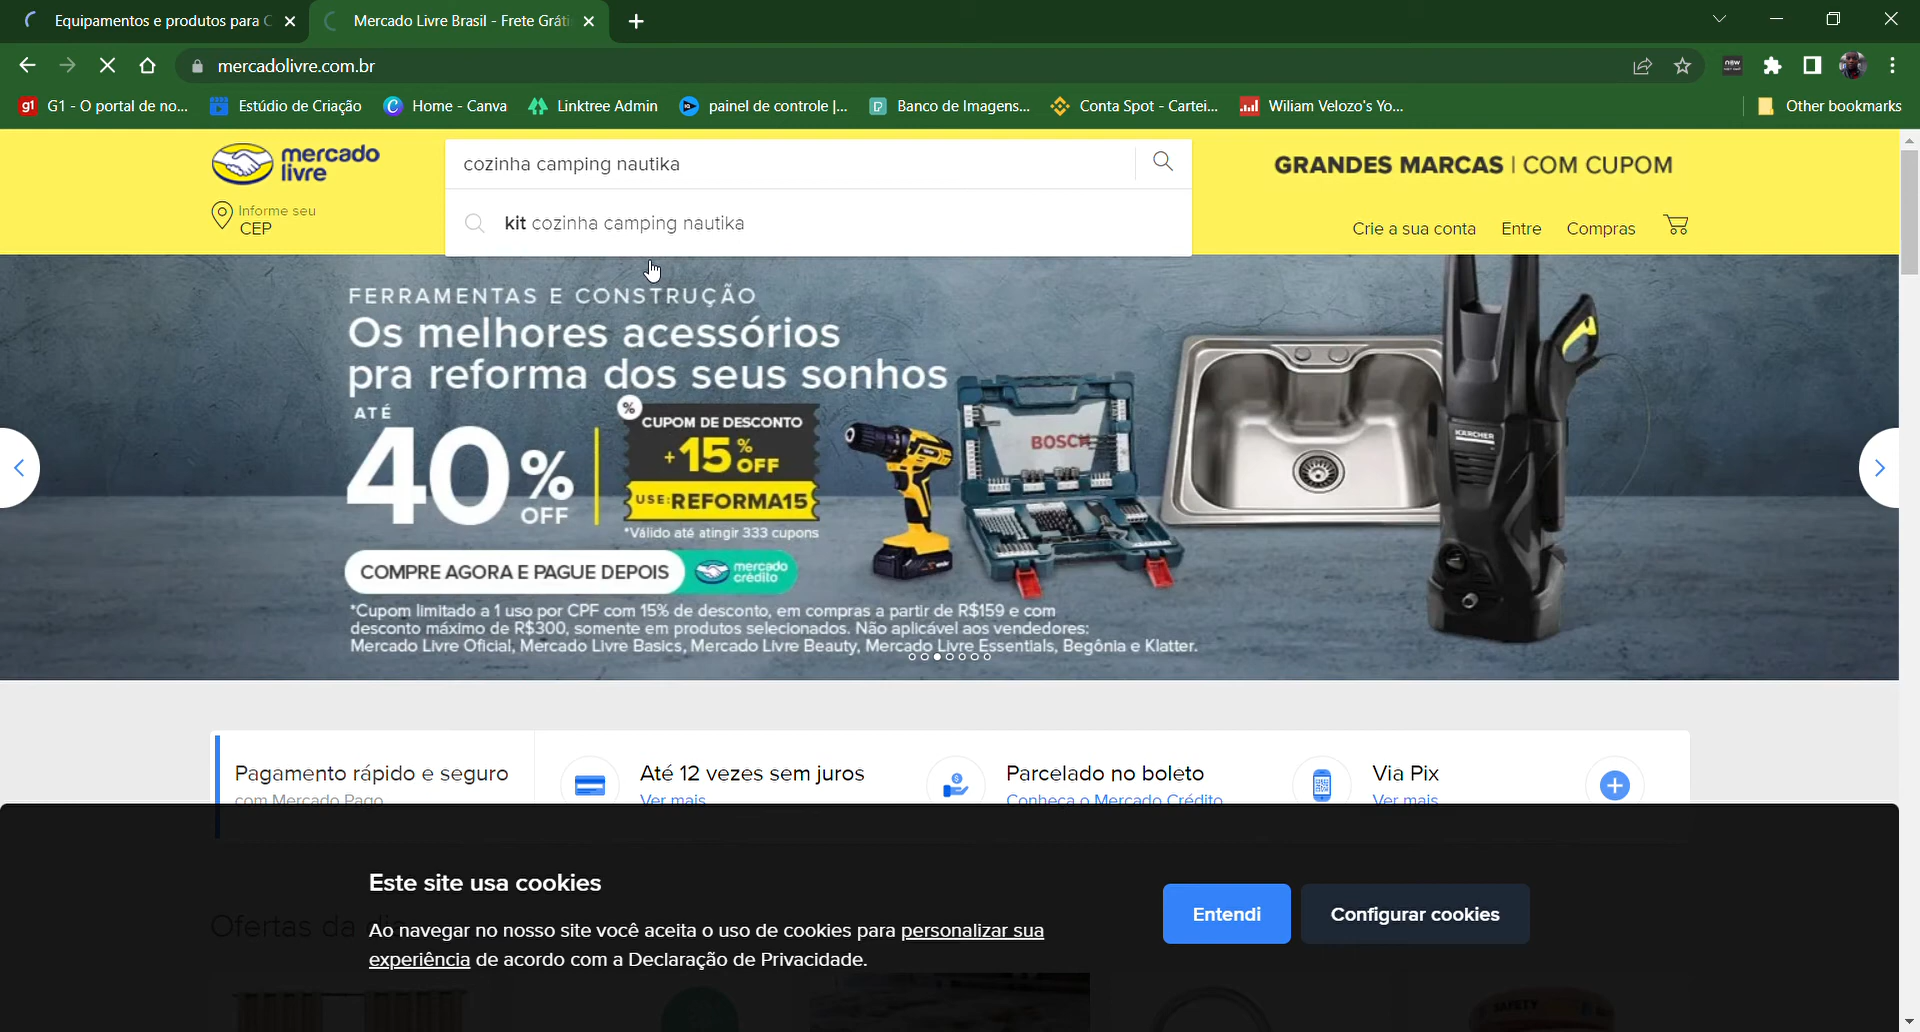 Equipamentos e produtos para C
Mercado Livre Brasil - Frete Gráti
mercadolivre.com.br
g1 G1 - O portal de no...
Estúdio de Criação
Home - Canva
Linktree Admin
painel de controle |...
Banco de Imagens...
Conta Spot - Cartei...
Wiliam Velozo's Yo...
Other bookmarks
mercado
livre
cozinha camping nautika
GRANDES MARCAS | COM CUPOM
Informe seu
CEP
kit cozinha camping nautika
Crie a sua conta Entre Compras
FERRAMENTAS E CONSTRUÇÃO
Os melhores acessórios
pra reforma dos seus sonhos
ATÉ
40%
OFF
%
CUPOM DE DESCONTO
+15% OFF
USE: REFORMA15
*Válido até atingir 333 cupons
BOSCH
KÄRCHER
COMPRE AGORA E PAGUE DEPOIS
mercado
crédito
*Cupom limitado a 1 uso por CPF com 15% de desconto, em compras a partir de R$159 e com
desconto máximo de R$300, somente em produtos selecionados. Não aplicável aos vendedores:
Mercado Livre Oficial, Mercado Livre Basics, Mercado Livre Beauty, Mercado Livre Essentials, Begônia e Klatter.
Pagamento rápido e seguro
com Mercado Pago
Até 12 vezes sem juros
Ver mais
Parcelado no boleto
Conheça o Mercado Crédito
Via Pix
Ver mais
Este site usa cookies
Ofertas da dia
Ao navegar no nosso site você aceita o uso de cookies para personalizar sua
experiência de acordo com a Declaração de Privacidade.
Entendi
Configurar cookies
SAFETY